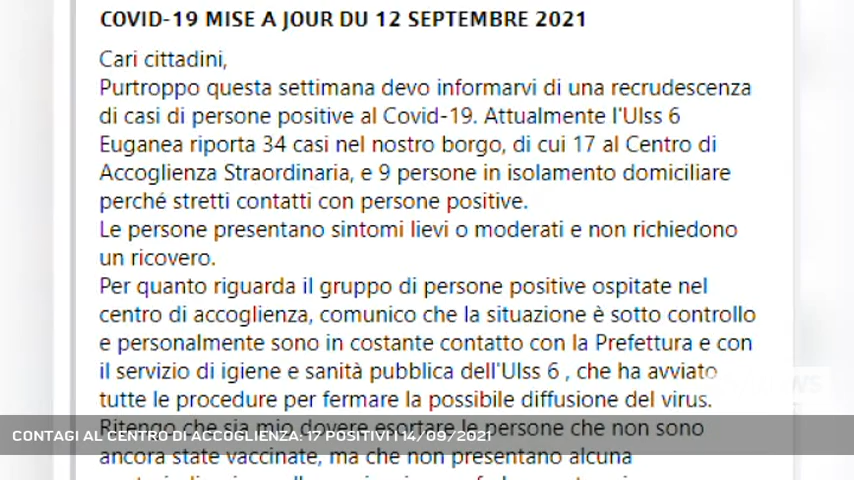 COVID-19 MISE A JOUR DU 12 SEPTEMBRE 2021
Cari cittadini,
Purtroppo questa settimana devo informarvi di una recrudescenza
di casi di persone positive al Covid-19. Attualmente l'Ulss 6
Euganea riporta 34 casi nel nostro borgo, di cui 17 al Centro di
Accoglienza Straordinaria, e 9 persone in isolamento domiciliare
perché stretti contatti con persone positive.
Le persone presentano sintomi lievi o moderati e non richiedono
un ricovero.
Per quanto riguarda il gruppo di persone positive ospitate nel
centro di accoglienza, comunico che la situazione è sotto controllo
e personalmente sono in costante contatto con la Prefettura e con
il servizio di igiene e sanità pubblica dell'Ulss 6 , che ha avviato
tutte le procedure per fermare la possibile diffusione del virus.
Ritengo che sia mio dovere esortare le persone che non sono
CONTAGI AL CENTRO DI ACCOGLIENZA: 17 POSITIVI | 14/09/2021
ancora state vaccinate, ma che non presentano alcuna